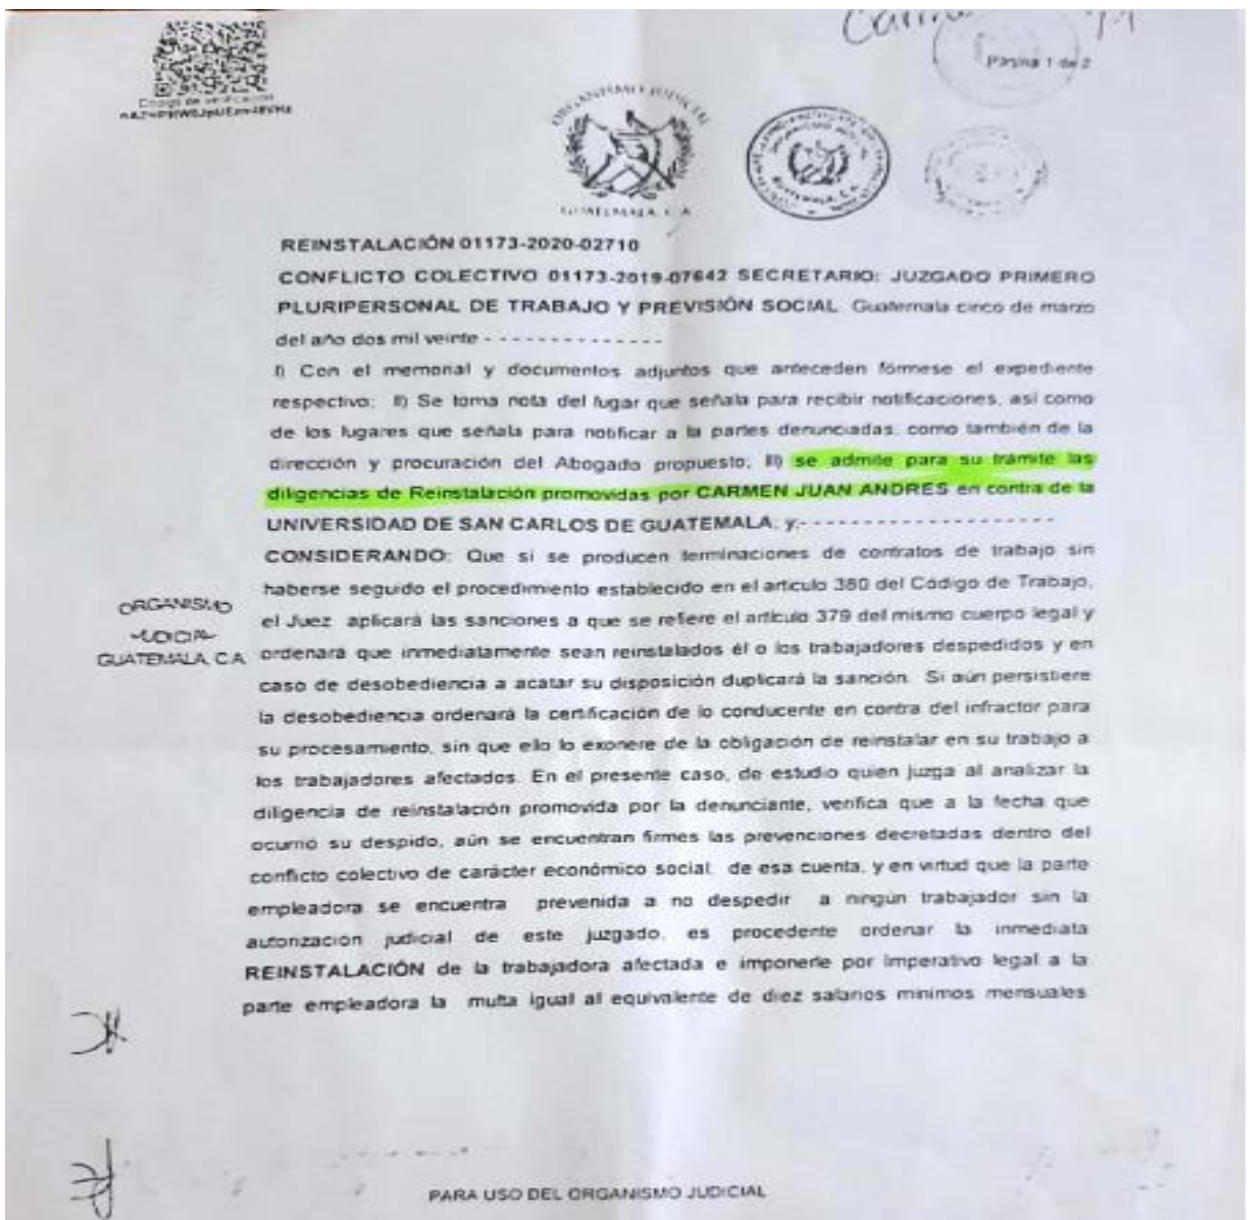 Página 1 de 2
Codigo de verificación
ORGANISMO JUDICIAL
GUATEMALA, C.A.
REINSTALACIÓN 01173-2020-02710
CONFLICTO COLECTIVO 01173-2019-07642 SECRETARIO: JUZGADO PRIMERO
PLURIPERSONAL DE TRABAJO Y PREVISIÓN SOCIAL. Guatemala cinco de marzo
del año dos mil veinte - - - - - - - - - - - - - -
I) Con el memorial y documentos adjuntos que anteceden fórmese el expediente
respectivo; II) Se toma nota del lugar que señala para recibir notificaciones, así como
de los lugares que señala para notificar a la partes denunciadas; como también de la
dirección y procuración del Abogado propuesto; III) se admite para su trámite las
diligencias de Reinstalación promovidas por CARMEN JUAN ANDRES en contra de la
UNIVERSIDAD DE SAN CARLOS DE GUATEMALA; y,- - - - - - - - - - - - - - - - - - - -
CONSIDERANDO: Que si se producen terminaciones de contratos de trabajo sin
haberse seguido el procedimiento establecido en el articulo 380 del Código de Trabajo,
el Juez aplicará las sanciones a que se refiere el artículo 379 del mismo cuerpo legal y
ordenará que inmediatamente sean reinstalados él o los trabajadores despedidos y en
caso de desobediencia a acatar su disposición duplicará la sanción. Si aún persistiere
la desobediencia ordenará la certificación de lo conducente en contra del infractor para
su procesamiento, sin que ello lo exonere de la obligación de reinstalar en su trabajo a
los trabajadores afectados. En el presente caso, de estudio quien juzga al analizar la
diligencia de reinstalación promovida por la denunciante, verifica que a la fecha que
ocurrió su despido, aún se encuentran firmes las prevenciones decretadas dentro del
conflicto colectivo de carácter económico social, de esa cuenta, y en virtud que la parte
empleadora se encuentra prevenida a no despedir a ningún trabajador sin la
autorización judicial de este juzgado, es procedente ordenar la inmediata
REINSTALACIÓN de la trabajadora afectada e imponerle por Imperativo legal a la
parte empleadora la multa igual al equivalente de diez salarios mínimos mensuales
ORGANISMO
JUDICIAL
GUATEMALA, C.A
PARA USO DEL ORGANISMO JUDICIAL